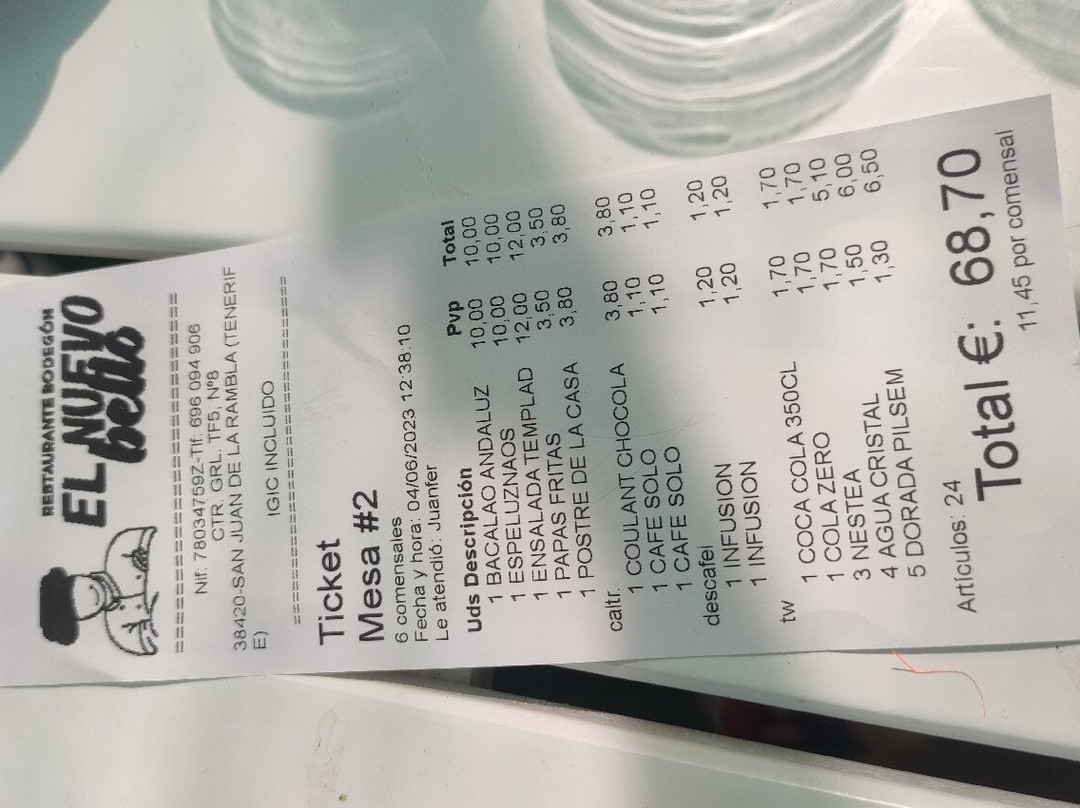 RESTAURANTE BODEGÓN
EL NUEVO
=============================
Nif: 78034759Z-Tlf: 696 094 906
CTR. GRL. TF5, Nº8
38420-SAN JUAN DE LA RAMBLA (TENERIF
E)
IGIC INCLUIDO
=============================
Ticket
Mesa #2
6 comensales
Fecha y hora: 04/06/2023 12:38:10
Le atendió: Juanfer
Uds Descripción Pvp Total
1 BACALAO ANDALUZ 10,00 10,00
1 ESPELUZNAOS 10,00 10,00
1 ENSALADA TEMPLAD 12,00 12,00
1 PAPAS FRITAS 3,50 3,50
1 POSTRE DE LA CASA 3,80 3,80
caltr.
1 COULANT CHOCOLA 3,80 3,80
1 CAFE SOLO 1,10 1,10
1 CAFE SOLO 1,10 1,10
descafei
1 INFUSION 1,20 1,20
1 INFUSION 1,20 1,20
tw
1 COCA COLA 350CL 1,70 1,70
1 COLA ZERO 1,70 1,70
3 NESTEA 1,70 5,10
4 AGUA CRISTAL 1,50 6,00
5 DORADA PILSEM 1,30 6,50
Artículos: 24
Total €: 68,70
11,45 por comensal